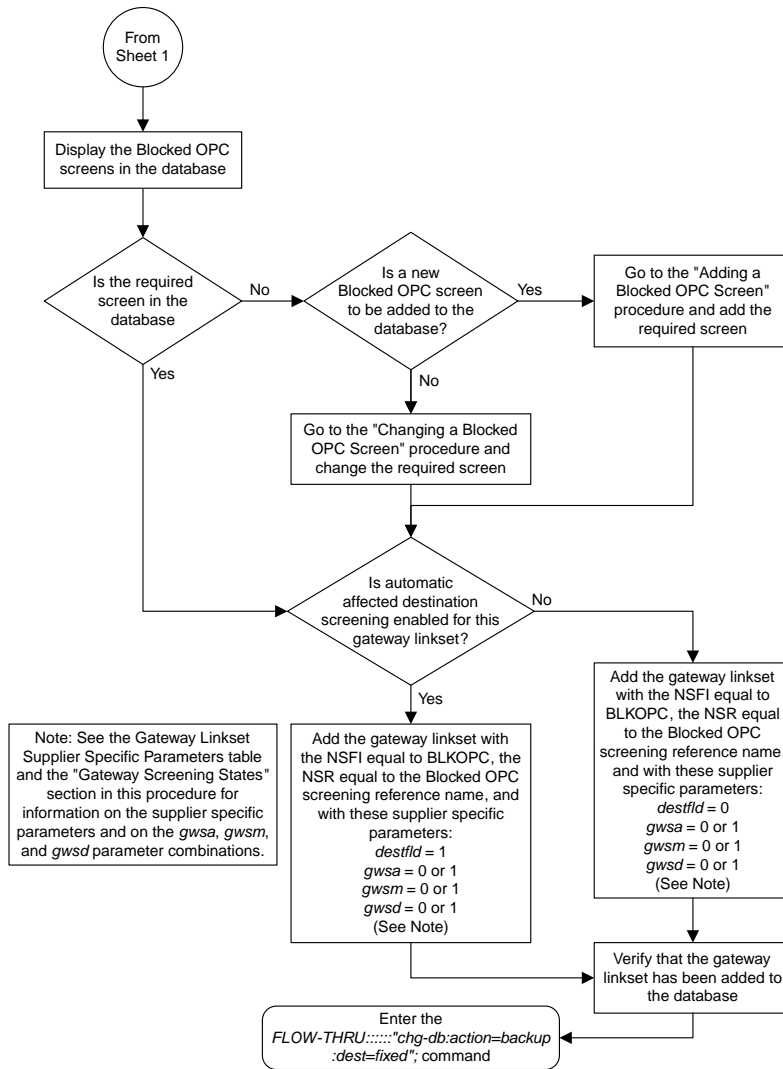 From
Sheet 1
Display the Blocked OPC
screens in the database
Is the required
screen in the
database
No
Yes
Is a new
Blocked OPC screen
to be added to the
database?
Yes
No
Go to the "Adding a
Blocked OPC Screen"
procedure and add the
required screen
Go to the "Changing a Blocked
OPC Screen" procedure and
change the required screen
Is automatic
affected destination
screening enabled for this
gateway linkset?
No
Yes
Note: See the Gateway Linkset
Supplier Specific Parameters table
and the "Gateway Screening States"
section in this procedure for
information on the supplier specific
parameters and on the gwsa, gwsm,
and gwsd parameter combinations.
Add the gateway linkset with
the NSFI equal to BLKOPC, the
NSR equal to the Blocked OPC
screening reference name, and
with these supplier specific
parameters:
destfld = 1
gwsa = 0 or 1
gwsm = 0 or 1
gwsd = 0 or 1
(See Note)
Add the gateway linkset
with the NSFI equal to
BLKOPC, the NSR equal
to the Blocked OPC
screening reference name,
and with these supplier
specific parameters:
destfld = 0
gwsa = 0 or 1
gwsm = 0 or 1
gwsd = 0 or 1
(See Note)
Verify that the gateway
linkset has been added to
the database
Enter the
FLOW-THRU::::::"chg-db:action=backup
:dest=fixed"; command